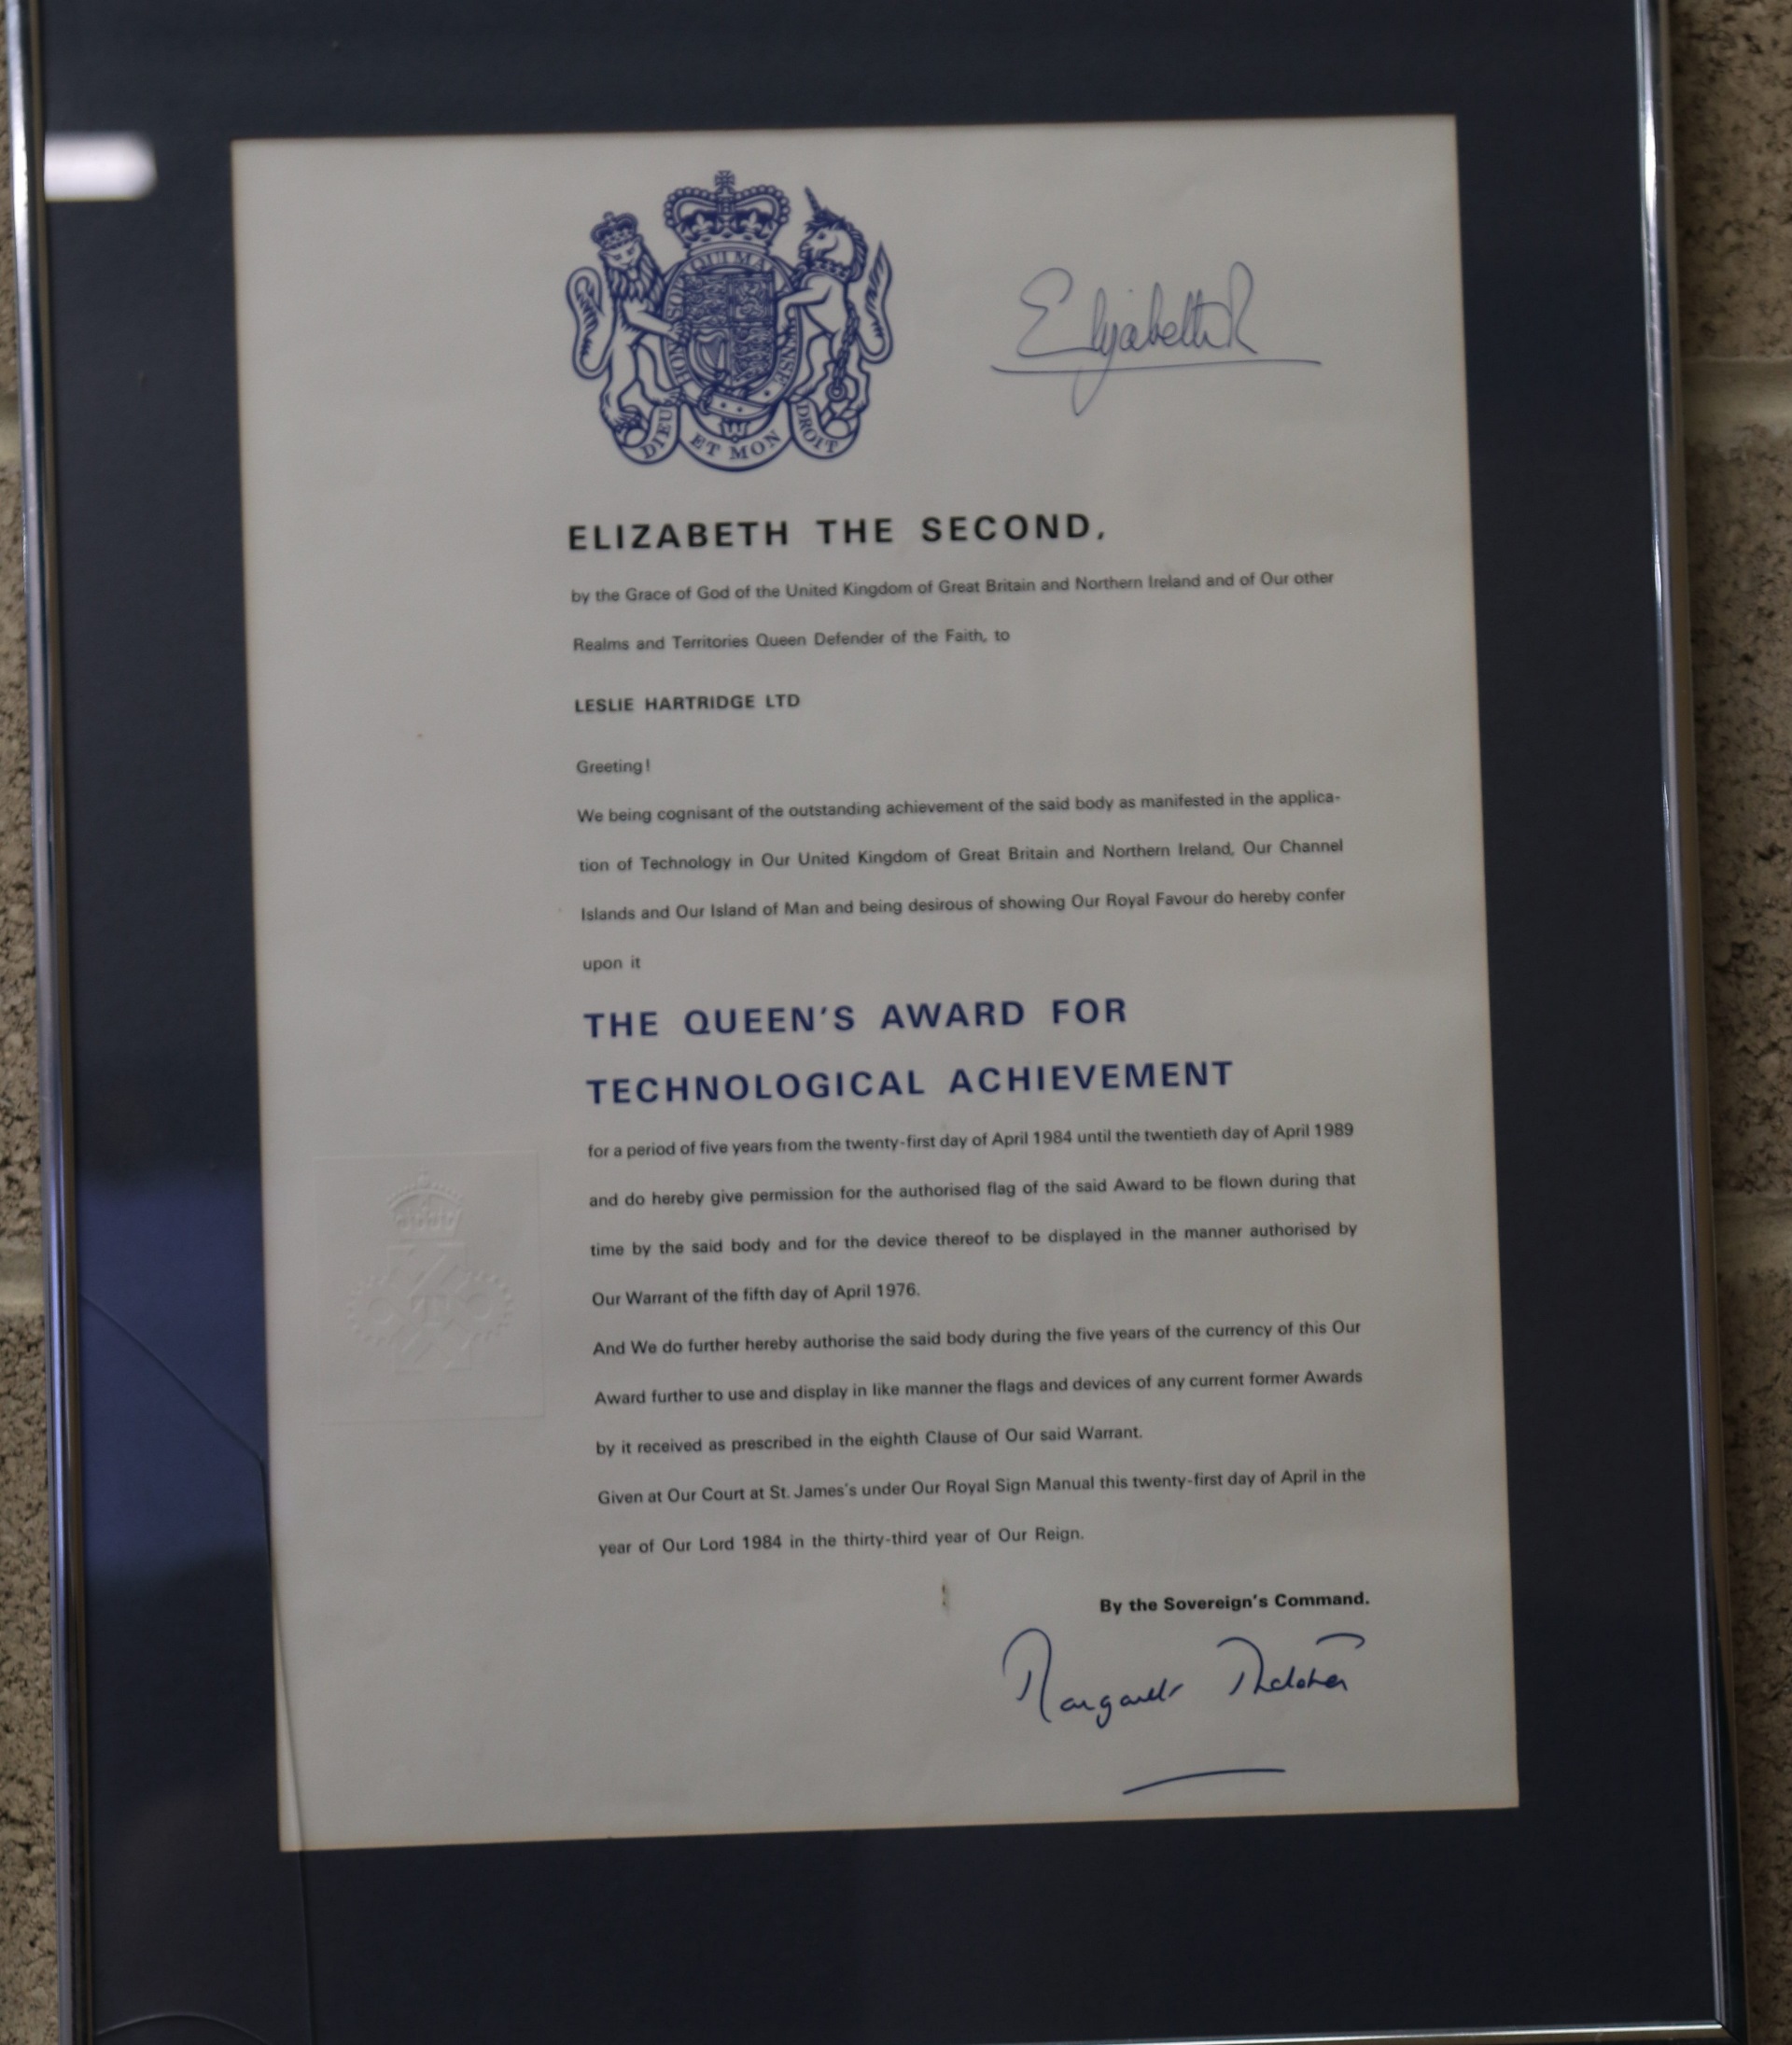 QUI MA
HONI SOIT
NSE
DIEU ET MON DROIT
Elizabeth R
ELIZABETH THE SECOND,
by the Grace of God of the United Kingdom of Great Britain and Northern Ireland and of Our other
Realms and Territories Queen Defender of the Faith, to
LESLIE HARTRIDGE LTD
Greeting!
We being cognisant of the outstanding achievement of the said body as manifested in the applica-
tion of Technology in Our United Kingdom of Great Britain and Northern Ireland, Our Channel
Islands and Our Island of Man and being desirous of showing Our Royal Favour do hereby confer
upon it
THE QUEEN'S AWARD FOR
TECHNOLOGICAL ACHIEVEMENT
for a period of five years from the twenty-first day of April 1984 until the twentieth day of April 1989
and do hereby give permission for the authorised flag of the said Award to be flown during that
time by the said body and for the device thereof to be displayed in the manner authorised by
Our Warrant of the fifth day of April 1976.
And We do further hereby authorise the said body during the five years of the currency of this Our
Award further to use and display in like manner the flags and devices of any current former Awards
by it received as prescribed in the eighth Clause of Our said Warrant.
Given at Our Court at St. James's under Our Royal Sign Manual this twenty-first day of April in the
year of Our Lord 1984 in the thirty-third year of Our Reign.
By the Sovereign's Command.
Margaret Thatcher